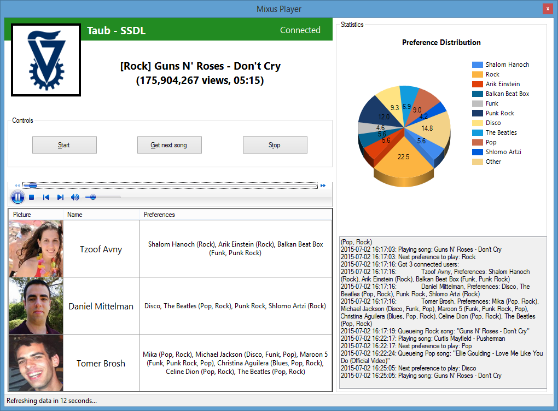 Mixus Player
Taub - SSDL
Connected
[Rock] Guns N' Roses - Don't Cry
(175,904,267 views, 05:15)
Controls
Start
Get next song
Stop
Picture
Name
Preferences
Tzoof Avny
Shalom Hanoch (Rock), Arik Einstein (Rock), Balkan Beat Box
(Funk, Punk Rock)
Daniel Mittelman
Disco, The Beatles (Pop, Rock), Punk Rock, Shlomo Artzi (Rock)
Tomer Brosh
Mika (Pop, Rock), Michael Jackson (Disco, Funk, Pop), Maroon 5
(Funk, Punk Rock, Pop), Christina Aguilera (Blues, Pop, Rock),
Celine Dion (Pop, Rock), The Beatles (Pop, Rock)
Refreshing data in 12 seconds...
Statistics
Preference Distribution
9.3
6.9
14.8
5.6
22.5
5.6
4.6
Shalom Hanoch
Rock
Arik Einstein
Balkan Beat Box
Funk
Punk Rock
Disco
The Beatles
Pop
Shlomo Artzi
Other
(Pop, Rock)
2015-07-02 16:17:03: Playing song: Guns N' Roses - Don't Cry
2015-07-02 16:17:03: Next preference to play: Rock
2015-07-02 16:17:16: Got 3 connected users:
2015-07-02 16:17:16: Tzoof Avny, Preferences: Shalom Hanoch
(Rock), Arik Einstein (Rock), Balkan Beat Box (Funk, Punk Rock)
2015-07-02 16:17:16: Daniel Mittelman, Preferences: Disco, The
Beatles (Pop, Rock), Punk Rock, Shlomo Artzi (Rock)
2015-07-02 16:17:16: Tomer Brosh, Preferences: Mika (Pop, Rock),
Michael Jackson (Disco, Funk, Pop), Maroon 5 (Funk, Punk Rock, Pop),
Christina Aguilera (Blues, Pop, Rock), Celine Dion (Pop, Rock), The Beatles
(Pop, Rock)
2015-07-02 16:17:19: Queueing Rock song: "Guns N' Roses - Don't Cry"
2015-07-02 16:22:17: Playing song: Curtis Mayfield - Pusherman
2015-07-02 16:22:17: Next preference to play: Pop
2015-07-02 16:22:24: Queueing Pop song: "Ellie Goulding - Love Me Like You
Do (Official Video)"
2015-07-02 16:25:05: Next preference to play: Disco
2015-07-02 16:25:05: Playing song: Guns N' Roses - Don't Cry